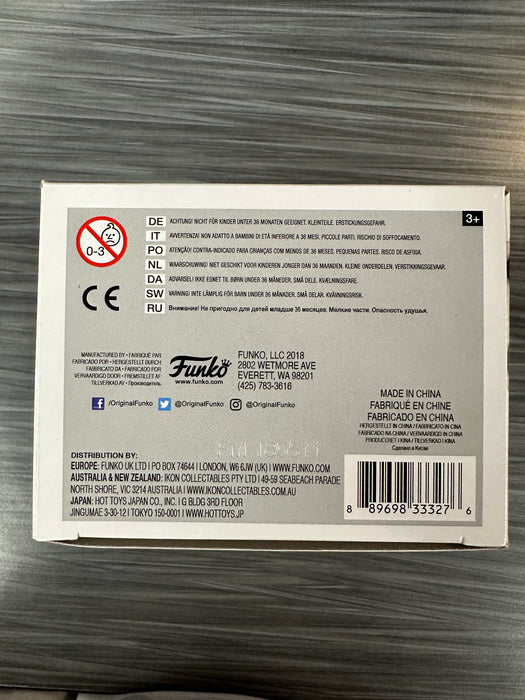 0-3
DE ACHTUNG! NICHT FÜR KINDER UNTER 36 MONATEN GEEIGNET. KLEINTEILE. ERSTICKUNGSGEFAHR.
3+
IT AVVERTENZA! NON ADATTO A BAMBINI DI ETÀ INFERIORE A 36 MESI. PICCOLE PARTI. RISCHIO DI SOFFOCAMENTO.
PO ATENÇÃO! CONTRA-INDICADO PARA CRIANÇAS COM MENOS DE 36 MESES. PEQUENAS PARTES. RISCO DE ASFIXIA.
NL WAARSCHUWING! NIET GESCHIKT VOOR KINDEREN JONGER DAN 36 MAANDEN. KLEINE ONDERDELEN. VERSTIKKINGSGEVAAR.
DA ADVARSEL! IKKE EGNET TIL BØRN UNDER 36 MÅNEDER. SMÅ DELE. KVÆLNINGSFARE.
SW VARNING! INTE LÄMPLIG FÖR BARN UNDER 36 MÅNADER. SMÅ DELAR. KVÄVNINGSRISK.
RU Внимание! Не пригодно для детей младше 36 месяцев. Мелкие части. Опасность удушья.
CE
MANUFACTURED BY • FABRIQUÉ PAR
FABRICADO POR • HERGESTELLT DURCH
FABBRICATO DA • FABRICADO POR
VERVAARDIGD DOOR • FREMSTILLET AF
TILLVERKAD AV • Производитель
Funko
www.funko.com
FUNKO, LLC 2018
2802 WETMORE AVE
EVERETT, WA 98201
(425) 783-3616
/OriginalFunko @OriginalFunko @OriginalFunko
MADE IN CHINA
FABRIQUÉ EN CHINE
FABRICADO EN CHINA
HERGESTELLT IN CHINA / FABBRICATO IN CINA
FABRICADO NA CHINA / VERVAARDIGD IN CHINA
PRODUCERET I KINA / TILLVERKAD I KINA
Сделано в Китае
DISTRIBUTION BY:
EUROPE: FUNKO UK LTD I PO BOX 74644 I LONDON, W6 6JW (UK) I WWW.FUNKO.COM
AUSTRALIA & NEW ZEALAND: IKON COLLECTABLES PTY LTD I 49-59 SEABEACH PARADE
NORTH SHORE, VIC 3214 AUSTRALIA I WWW.IKONCOLLECTABLES.COM.AU
JAPAN: HOT TOYS JAPAN CO., INC. I G BLDG 3RD FLOOR
JINGUMAE 3-30-12 I TOKYO 150-0001 I WWW.HOTTOYS.JP
8 89698 33327 6